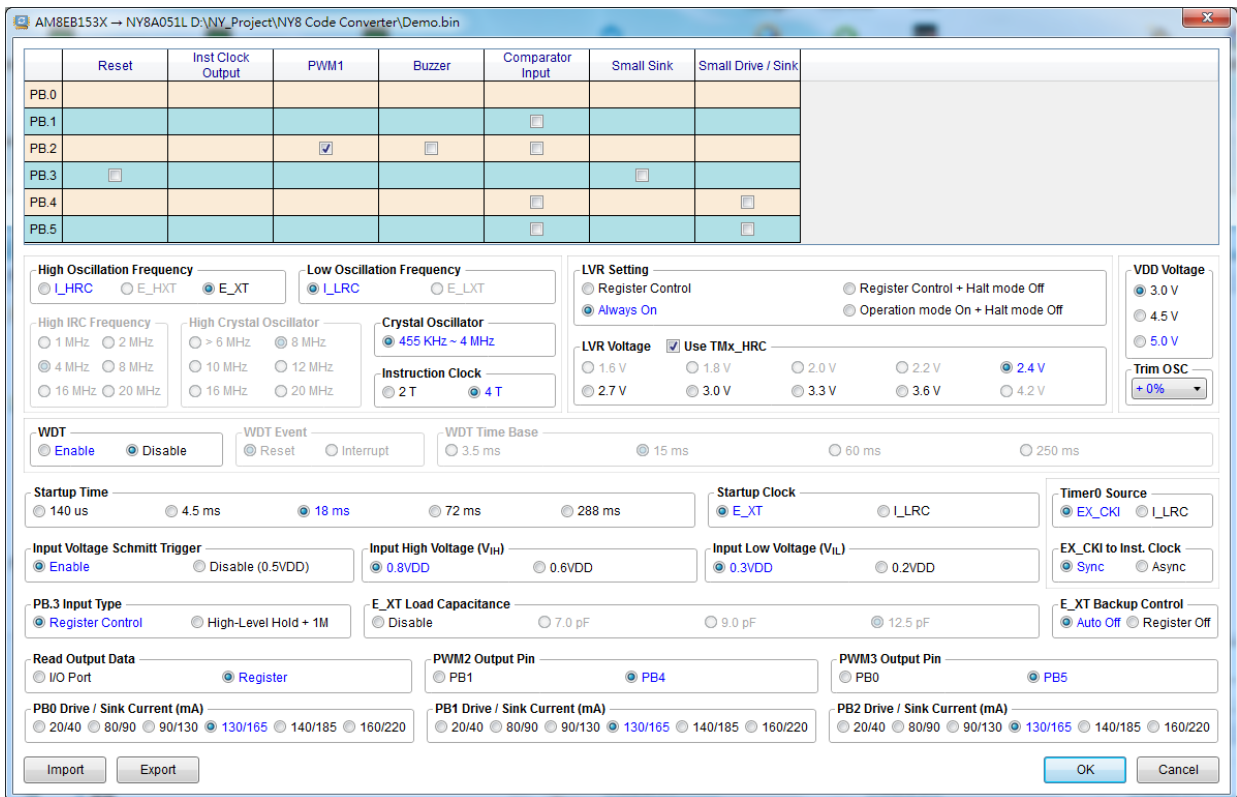 AM8EB153X → NY8A051L D:\NY_Project\NY8 Code Converter\Demo.bin
Reset Inst Clock Output PWM1 Buzzer Comparator Input Small Sink Small Drive / Sink
PB.0
PB.1
PB.2
PB.3
PB.4
PB.5
High Oscillation Frequency
I_HRC E_HXT E_XT
Low Oscillation Frequency
I_LRC E_LXT
High IRC Frequency
1 MHz 2 MHz
4 MHz 8 MHz
16 MHz 20 MHz
High Crystal Oscillator
> 6 MHz 8 MHz
10 MHz 12 MHz
16 MHz 20 MHz
Crystal Oscillator
455 KHz ~ 4 MHz
Instruction Clock
2 T 4 T
LVR Setting
Register Control Register Control + Halt mode Off
Always On Operation mode On + Halt mode Off
LVR Voltage Use TMx_HRC
1.6 V 1.8 V 2.0 V 2.2 V 2.4 V
2.7 V 3.0 V 3.3 V 3.6 V 4.2 V
VDD Voltage
3.0 V
4.5 V
5.0 V
Trim OSC
+ 0%
WDT
Enable Disable
WDT Event
Reset Interrupt
WDT Time Base
3.5 ms 15 ms 60 ms 250 ms
Startup Time
140 us 4.5 ms 18 ms 72 ms 288 ms
Startup Clock
E_XT I_LRC
Timer0 Source
EX_CKI I_LRC
Input Voltage Schmitt Trigger
Enable Disable (0.5VDD)
Input High Voltage (VIH)
0.8VDD 0.6VDD
Input Low Voltage (VIL)
0.3VDD 0.2VDD
EX_CKI to Inst. Clock
Sync Async
PB.3 Input Type
Register Control High-Level Hold + 1M
E_XT Load Capacitance
Disable 7.0 pF 9.0 pF 12.5 pF
E_XT Backup Control
Auto Off Register Off
Read Output Data
I/O Port Register
PWM2 Output Pin
PB1 PB4
PWM3 Output Pin
PB0 PB5
PB0 Drive / Sink Current (mA)
20/40 80/90 90/130 130/165 140/185 160/220
PB1 Drive / Sink Current (mA)
20/40 80/90 90/130 130/165 140/185 160/220
PB2 Drive / Sink Current (mA)
20/40 80/90 90/130 130/165 140/185 160/220
Import Export OK Cancel